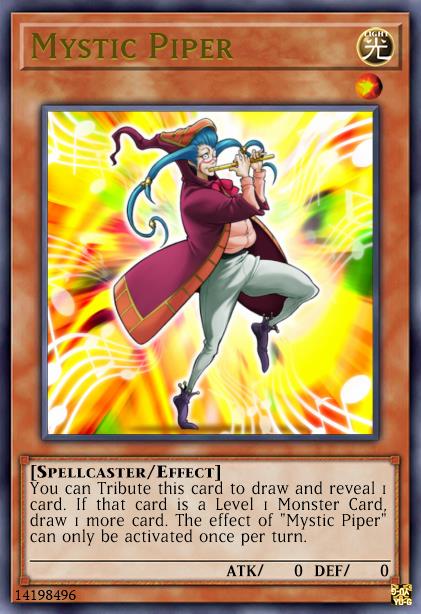 Mystic Piper
LIGHT
光
[Spellcaster/Effect]
You can Tribute this card to draw and reveal 1
card. If that card is a Level 1 Monster Card,
draw 1 more card. The effect of "Mystic Piper"
can only be activated once per turn.
ATK/ 0 DEF/ 0
14198496